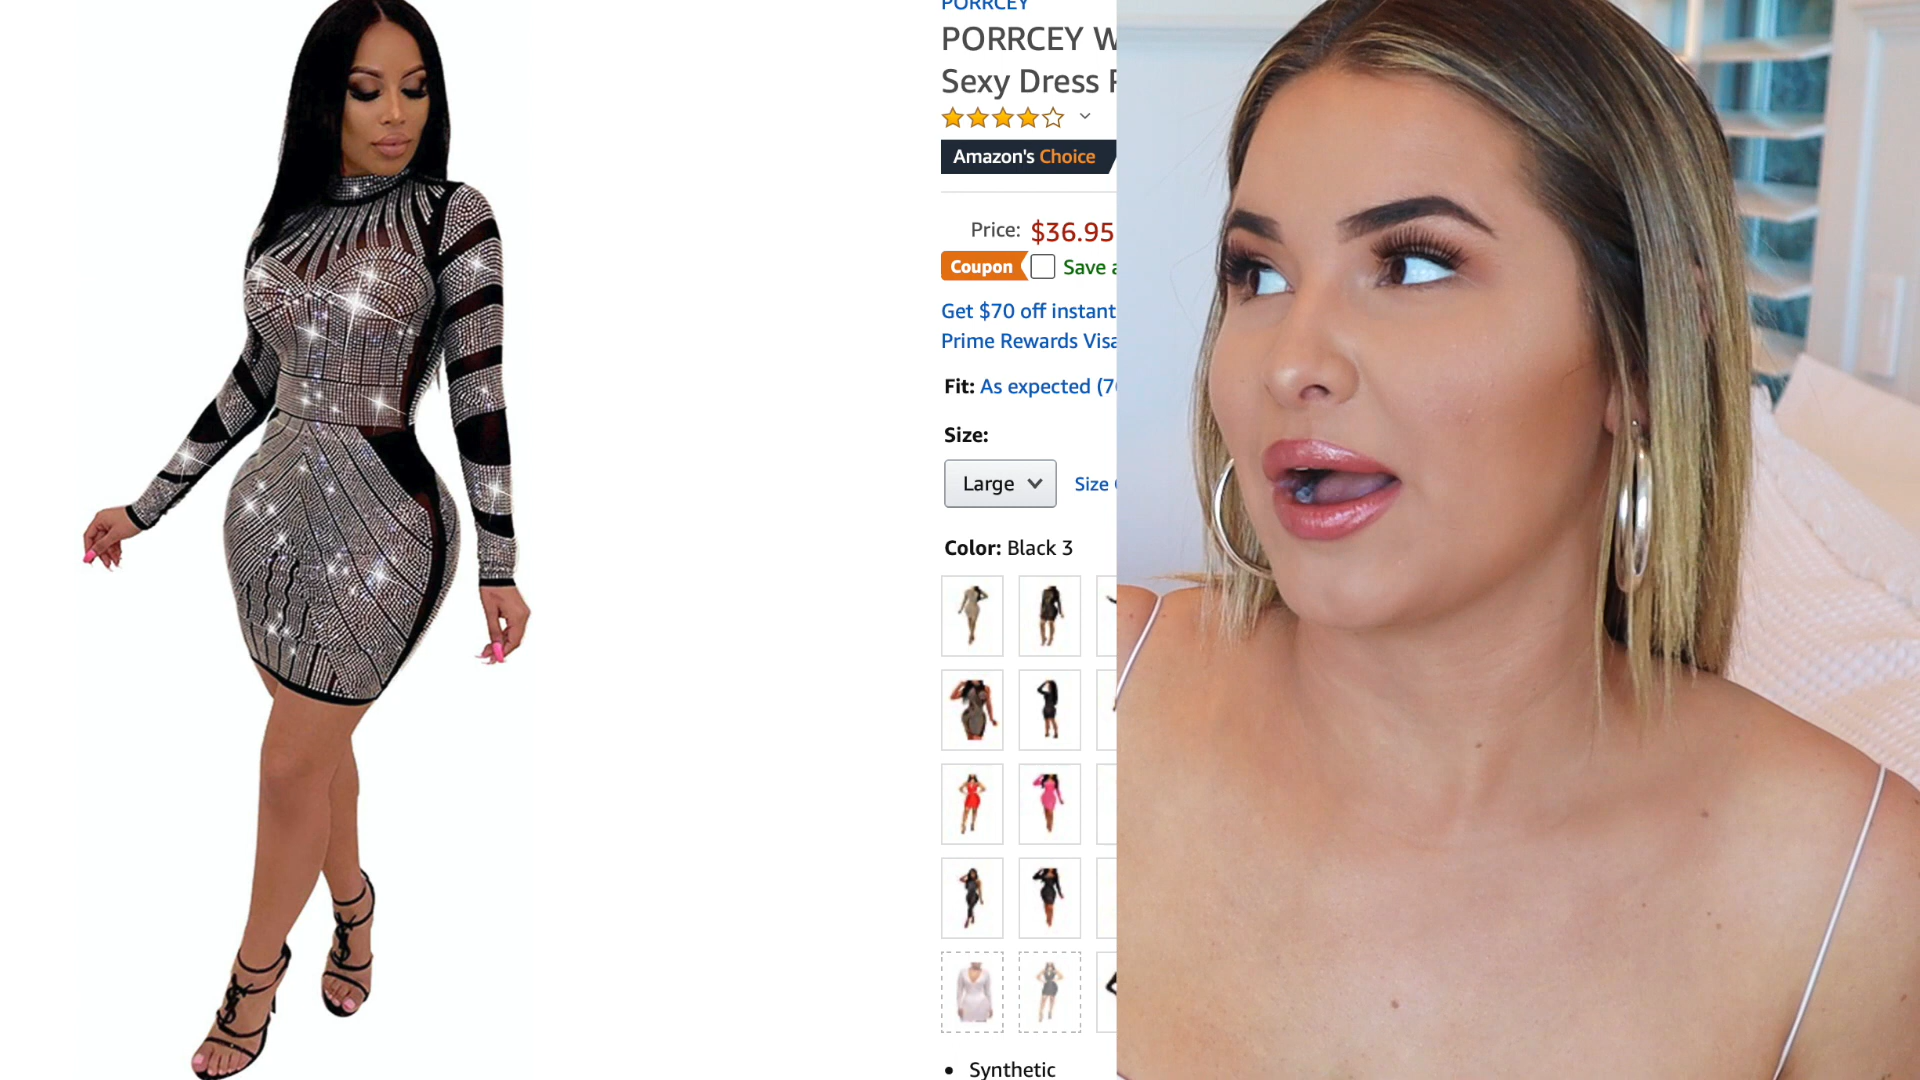 PORRCEY
PORRCEY W
Sexy Dress
Amazon's Choice
Price: $36.95
Coupon Save a
Get $70 off instant
Prime Rewards Visa
Fit: As expected (7
Size:
Large Size
Color: Black 3
• Synthetic